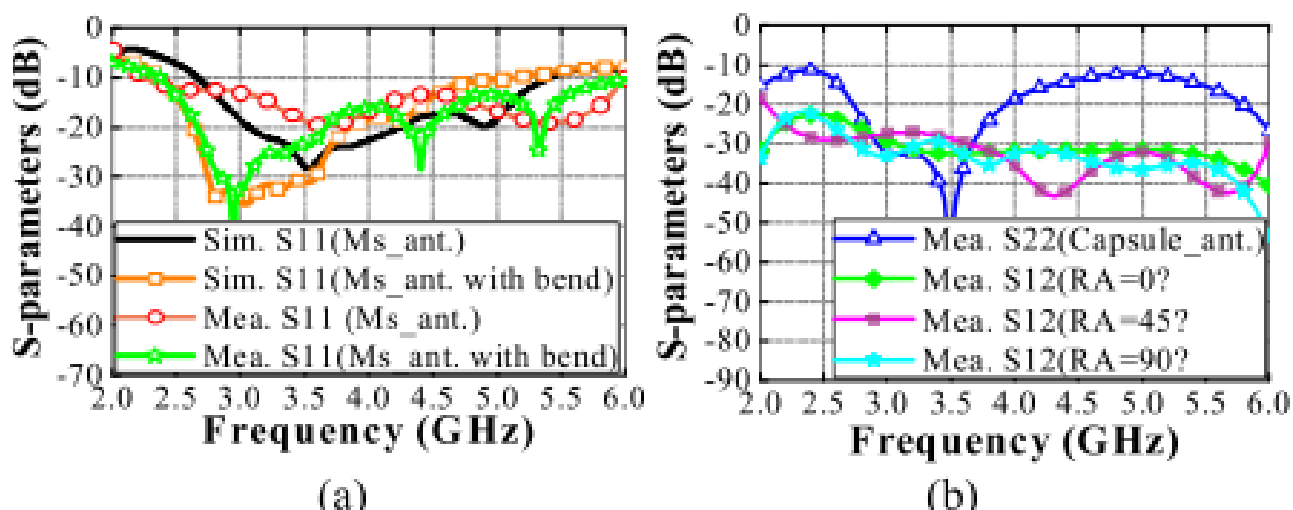 S-parameters (dB)
0
-10
-20
-30
-40
-50
-60
-70
Sim. S11(Ms_ant.)
Sim. S11(Ms_ant. with bend)
Mea. S11 (Ms_ant.)
Mea. S11(Ms_ant. with bend)
2.0 2.5 3.0 3.5 4.0 4.5 5.0 5.5 6.0
Frequency (GHz)
(a)
S-parameters (dB)
0
-10
-20
-30
-40
-50
-60
-70
-80
-90
Mea. S22(Capsule_ant.)
Mea. S12(RA=0?
Mea. S12(RA=45?
Mea. S12(RA=90?
2.0 2.5 3.0 3.5 4.0 4.5 5.0 5.5 6.0
Frequency (GHz)
(b)